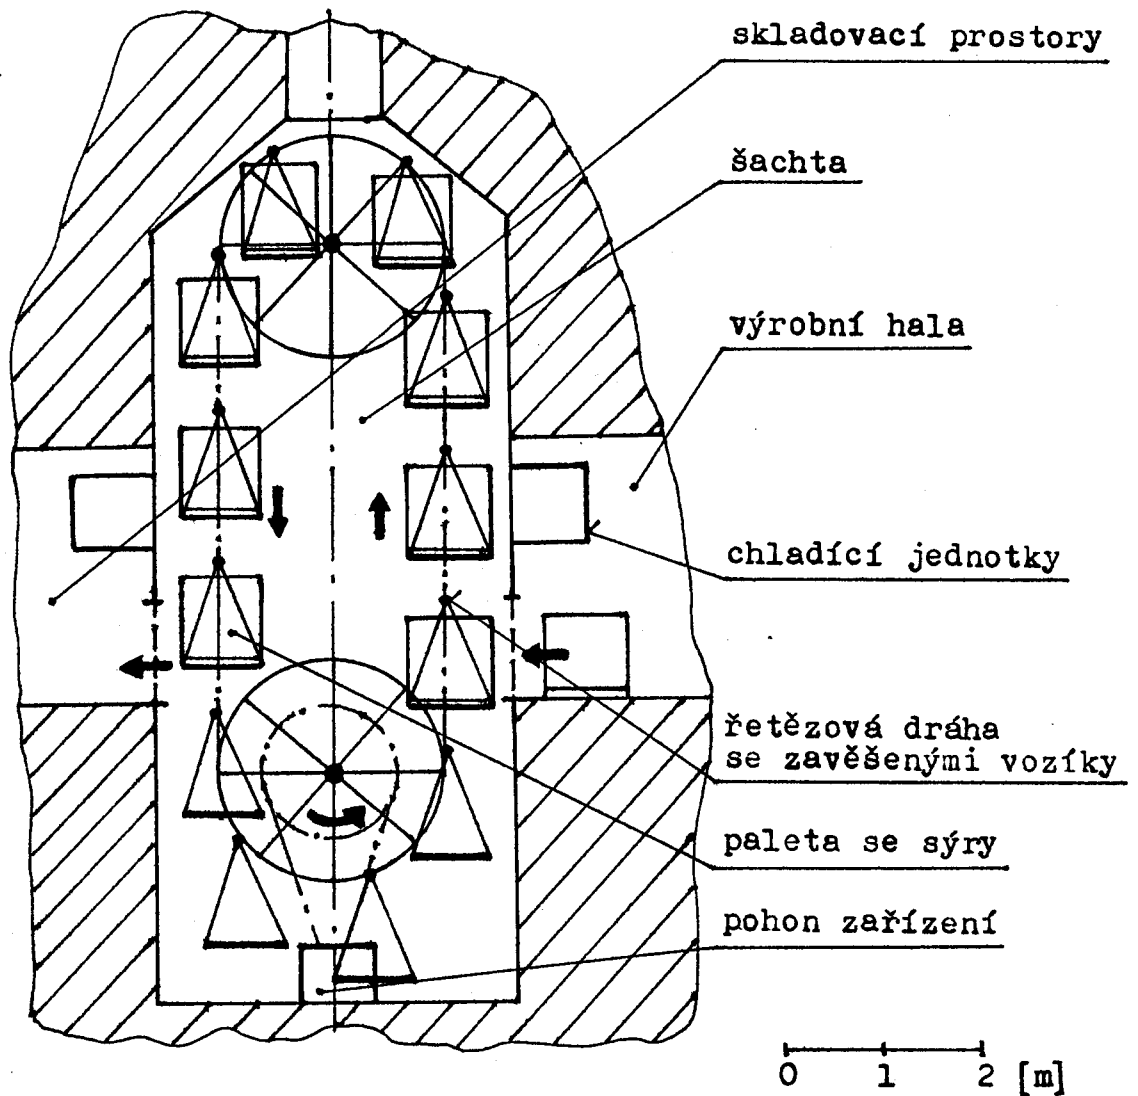 skladovací prostory
šachta
výrobní hala
chladící jednotky
řetězová dráha
se zavěšenými vozíky
paleta se sýry
pohon zařízení
0 1 2 [m]